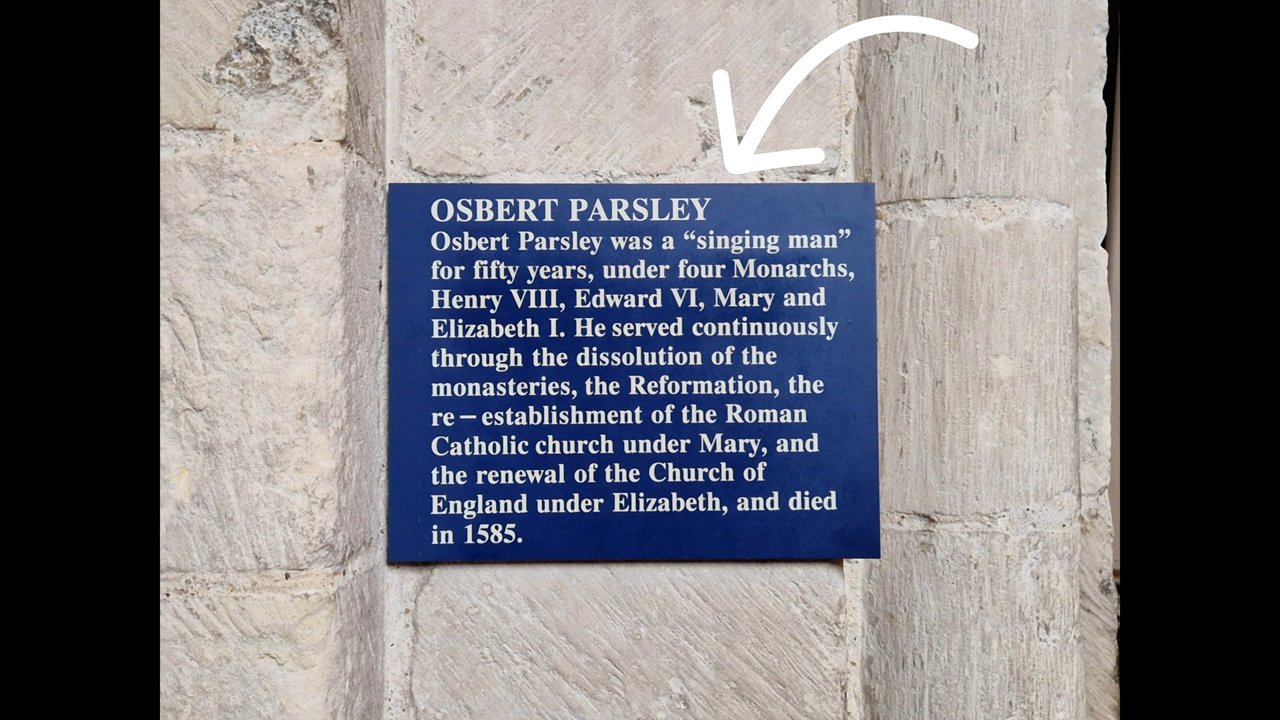 OSBERT PARSLEY
Osbert Parsley was a “singing man”
for fifty years, under four Monarchs,
Henry VIII, Edward VI, Mary and
Elizabeth I. He served continuously
through the dissolution of the
monasteries, the Reformation, the
re – establishment of the Roman
Catholic church under Mary, and
the renewal of the Church of
England under Elizabeth, and died
in 1585.